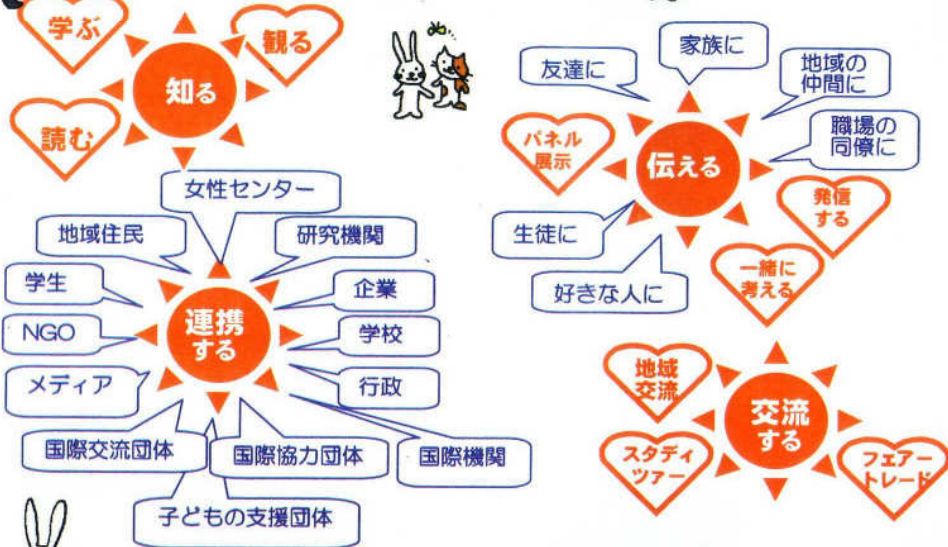 学ぶ
観る
知る
読む
友達に
家族に
地域の
仲間に
職場の
同僚に
パネル
展示
伝える
発信
する
生徒に
一緒に
考える
好きな人に
女性センター
地域住民
研究機関
学生
企業
NGO
連携
する
学校
メディア
行政
国際交流団体
国際協力団体
国際機関
子どもの支援団体
地域
交流
交流
する
スタディ
ツァー
フェアー
トレード